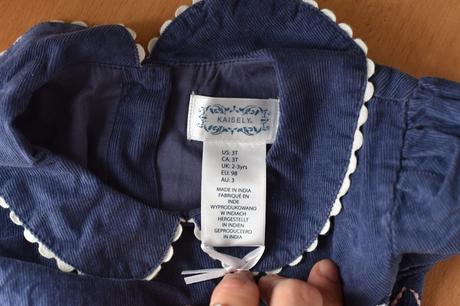 KAISELY
US: 3T
CA: 3T
UK: 2-3yrs
EU: 98
AU: 3
MADE IN INDIA
FABRIQUÉ EN
INDE
WYPRODUKOWANO
W INDIACH
HERGESTELLT
IN INDIEN
GEPRODUCEERD
IN INDIA